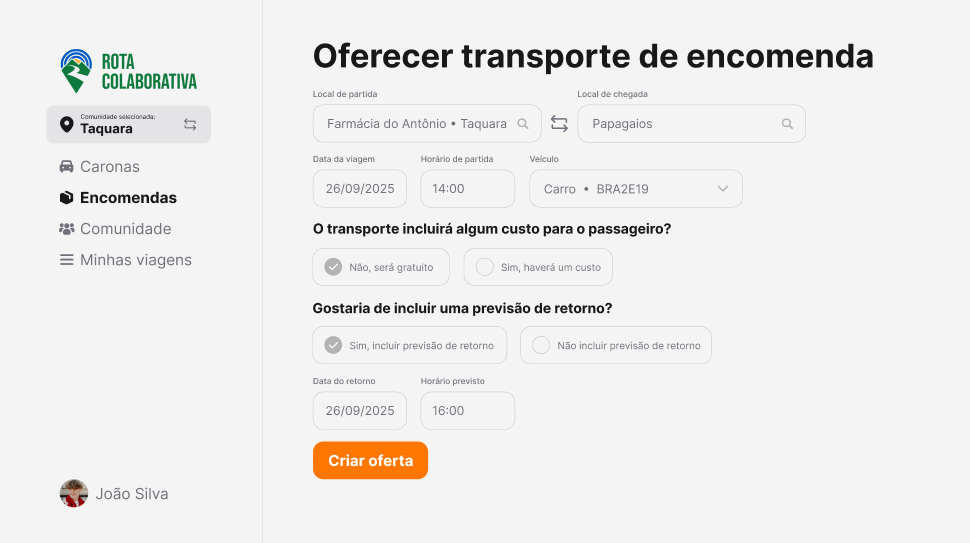 ROTA
COLABORATIVA
Comunidade selecionada:
Taquara
Caronas
Encomendas
Comunidade
Minhas viagens
João Silva
Oferecer transporte de encomenda
Local de partida
Local de chegada
Farmácia do Antônio • Taquara
Papagaios
Data da viagem
Horário de partida
Veículo
26/09/2025
14:00
Carro • BRA2E19
O transporte incluirá algum custo para o passageiro?
Não, será gratuito
Sim, haverá um custo
Gostaria de incluir uma previsão de retorno?
Sim, incluir previsão de retorno
Não incluir previsão de retorno
Data do retorno
Horário previsto
26/09/2025
16:00
Criar oferta